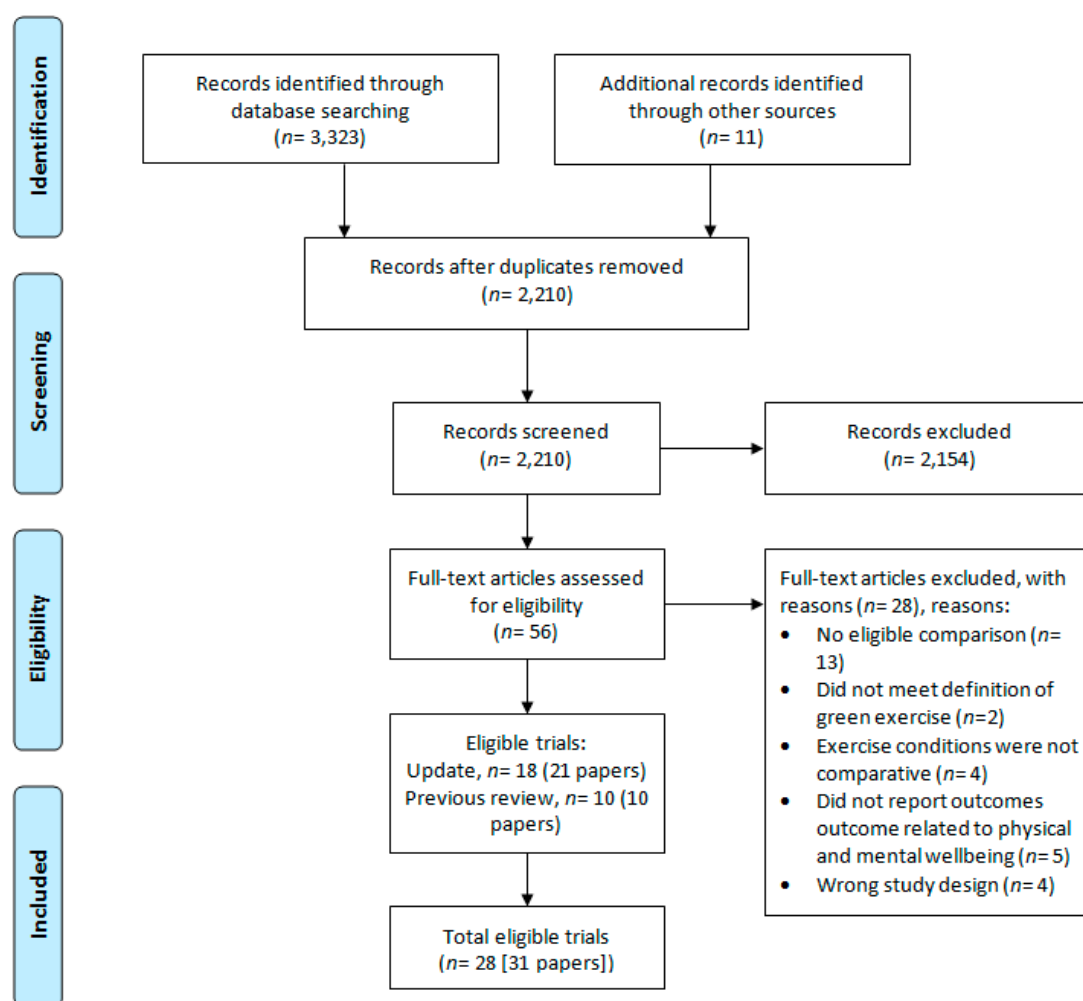 Identification
Records identified through
database searching
(n= 3,323)
Additional records identified
through other sources
(n= 11)
Records after duplicates removed
(n= 2,210)
Screening
Records screened
(n= 2,210)
Records excluded
(n= 2,154)
Eligibility
Full-text articles assessed
for eligibility
(n= 56)
Full-text articles excluded, with
reasons (n= 28), reasons:
• No eligible comparison (n=
13)
• Did not meet definition of
green exercise (n=2)
• Exercise conditions were not
comparative (n= 4)
• Did not report outcomes
outcome related to physical
and mental wellbeing (n= 5)
• Wrong study design (n= 4)
Eligible trials:
Update, n= 18 (21 papers)
Previous review, n= 10 (10
papers)
Included
Total eligible trials
(n= 28 [31 papers])